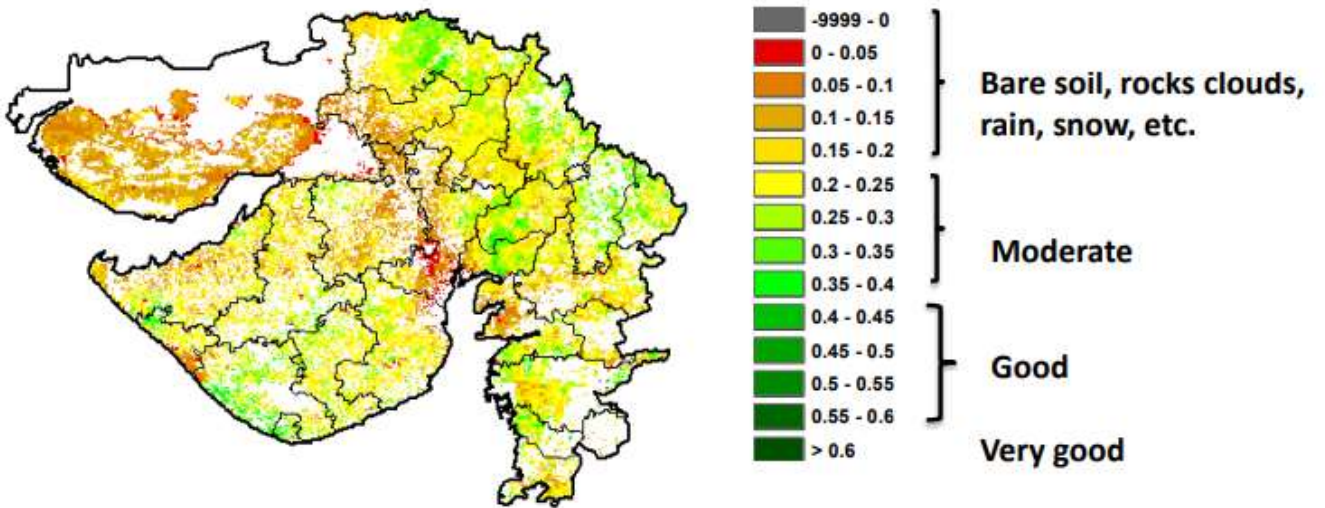 -9999 - 0
0 - 0.05
0.05 - 0.1
0.1 - 0.15
0.15 - 0.2
0.2 - 0.25
0.25 - 0.3
0.3 - 0.35
0.35 - 0.4
0.4 - 0.45
0.45 - 0.5
0.5 - 0.55
0.55 - 0.6
> 0.6
Bare soil, rocks clouds,
rain, snow, etc.
Moderate
Good
Very good